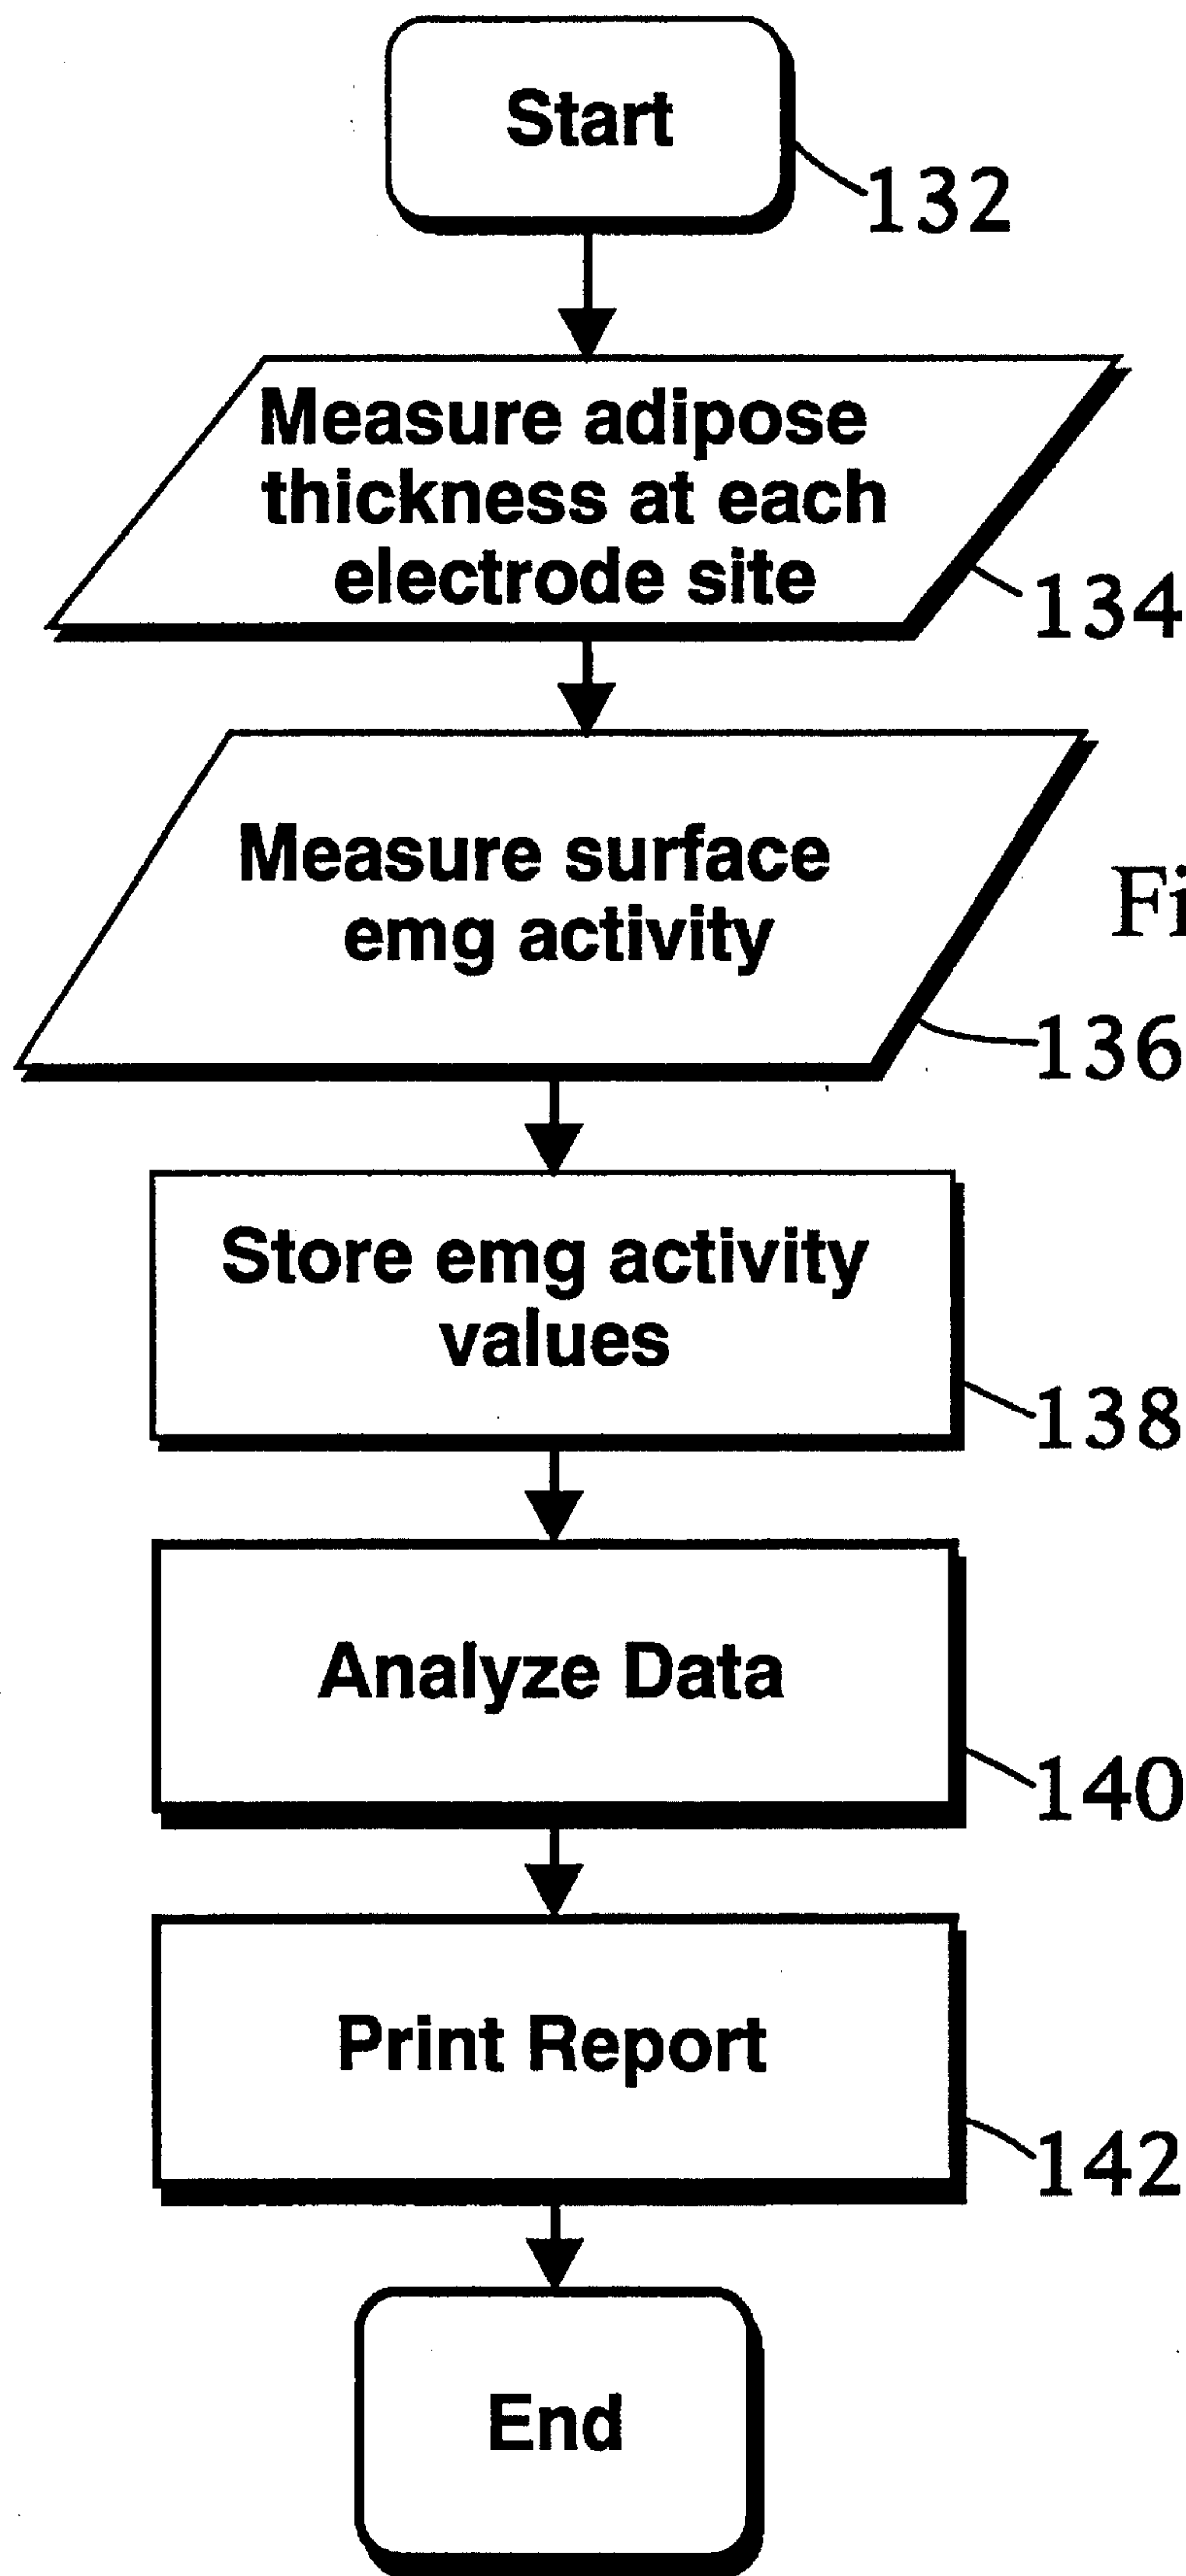 Start
132
Measure adipose
thickness at each
electrode site
134
Measure surface
emg activity
Fi
136
Store emg activity
values
138
Analyze Data
140
Print Report
142
End